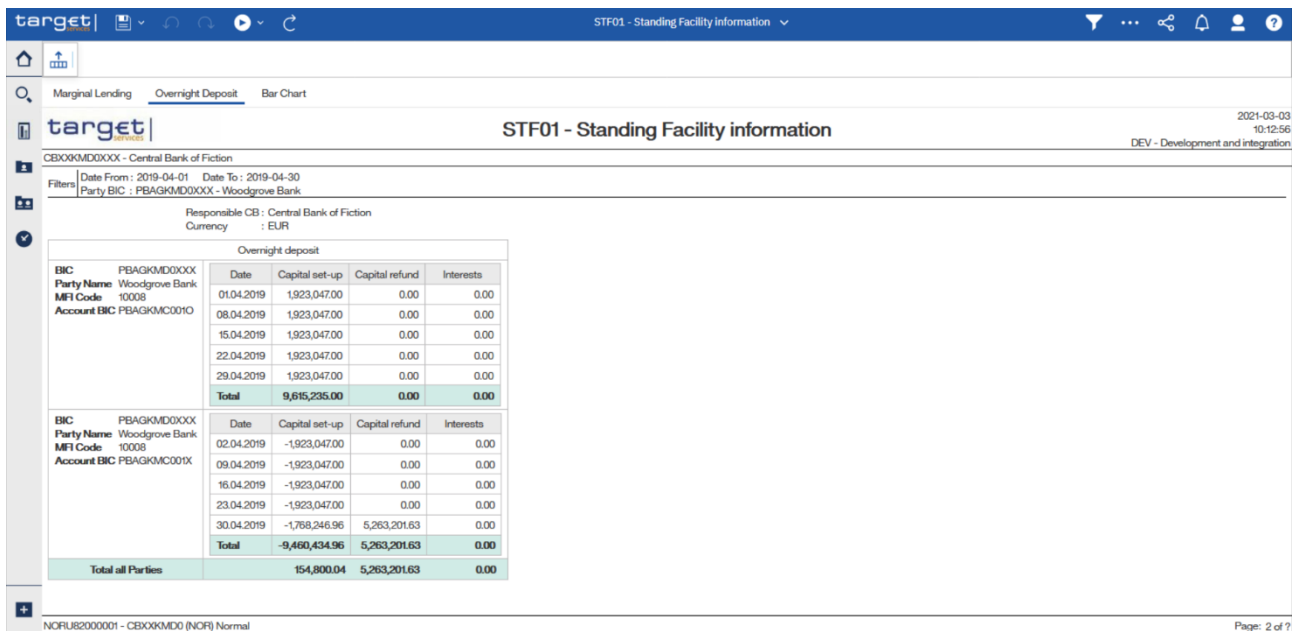 target|
services
STF01 - Standing Facility information
Marginal Lending Overnight Deposit Bar Chart
target|
services
STF01 - Standing Facility information
2021-03-03
10:12:56
DEV - Development and integration
CBXXKMD0XXX - Central Bank of Fiction
Filters
Date From : 2019-04-01 Date To : 2019-04-30
Party BIC : PBAGKMD0XXX - Woodgrove Bank
Responsible CB : Central Bank of Fiction
Currency : EUR
Overnight deposit
BIC PBAGKMD0XXX
Party Name Woodgrove Bank
MFI Code 10008
Account BIC PBAGKMC001O
Date Capital set-up Capital refund Interests
01.04.2019 1,923,047.00 0.00 0.00
08.04.2019 1,923,047.00 0.00 0.00
15.04.2019 1,923,047.00 0.00 0.00
22.04.2019 1,923,047.00 0.00 0.00
29.04.2019 1,923,047.00 0.00 0.00
Total 9,615,235.00 0.00 0.00
BIC PBAGKMD0XXX
Party Name Woodgrove Bank
MFI Code 10008
Account BIC PBAGKMC001X
Date Capital set-up Capital refund Interests
02.04.2019 -1,923,047.00 0.00 0.00
09.04.2019 -1,923,047.00 0.00 0.00
16.04.2019 -1,923,047.00 0.00 0.00
23.04.2019 -1,923,047.00 0.00 0.00
30.04.2019 -1,768,246.96 5,263,201.63 0.00
Total -9,460,434.96 5,263,201.63 0.00
Total all Parties 154,800.04 5,263,201.63 0.00
NORU82000001 - CBXXKMD0 (NOR) Normal
Page: 2 of ?